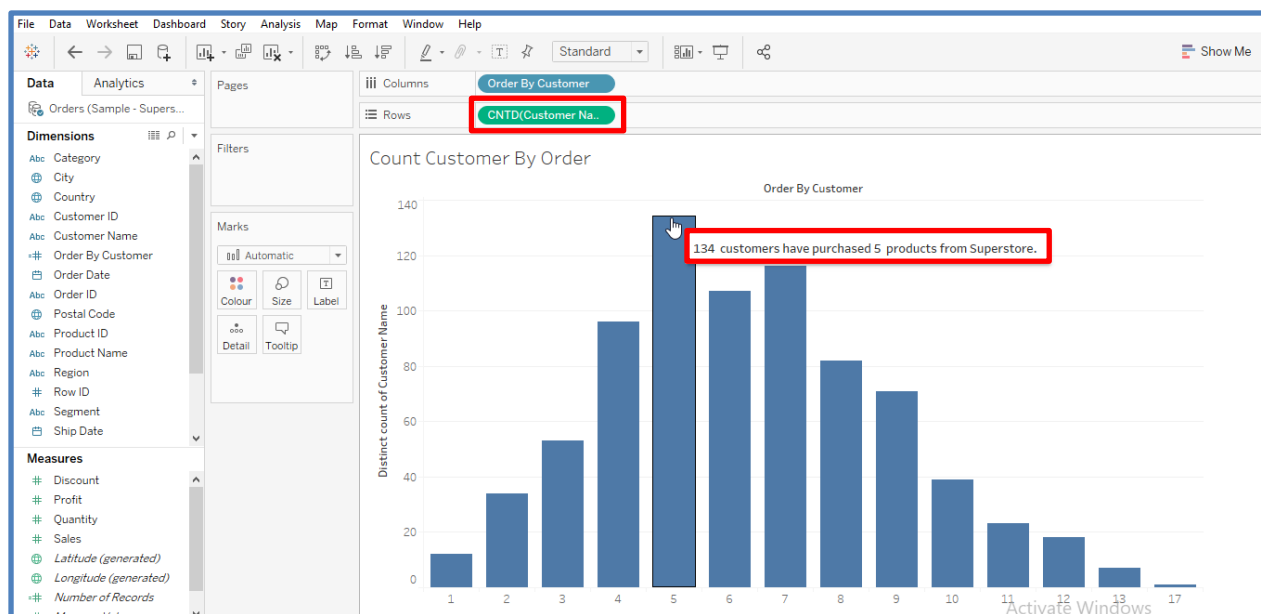 File Data Worksheet Dashboard Story Analysis Map Format Window Help
Standard
Show Me
Data Analytics
Orders (Sample - Supers...
Dimensions
Abc Category
City
Country
Abc Customer ID
Abc Customer Name
=# Order By Customer
Order Date
Abc Order ID
Postal Code
Abc Product ID
Abc Product Name
Abc Region
# Row ID
Abc Segment
Ship Date
Measures
# Discount
# Profit
# Quantity
# Sales
Latitude (generated)
Longitude (generated)
=# Number of Records
Pages
Filters
Marks
Automatic
Colour Size Label
Detail Tooltip
Columns Order By Customer
Rows CNTD(Customer Na..
Count Customer By Order
Order By Customer
Distinct count of Customer Name
140
120
100
80
60
40
20
0
134 customers have purchased 5 products from Superstore.
1 2 3 4 5 6 7 8 9 10 11 12 13 17
Activate Windows